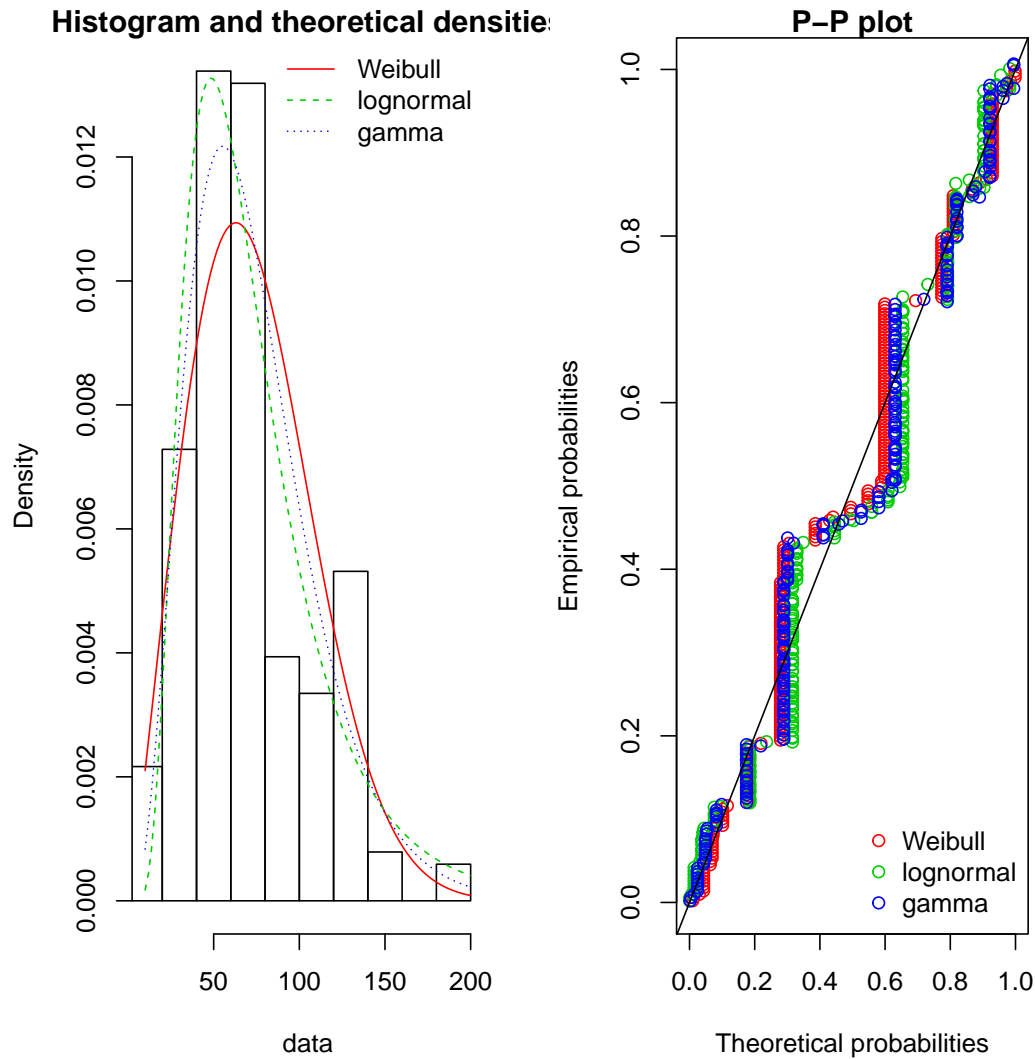 Histogram and theoretical densities
Weibull
lognormal
gamma
0.012
0.010
0.008
0.006
0.004
0.002
0.000
Density
50 100 150 200
data
P−P plot
1.0
0.8
0.6
0.4
0.2
0.0
Empirical probabilities
Weibull
lognormal
gamma
0.0 0.2 0.4 0.6 0.8 1.0
Theoretical probabilities